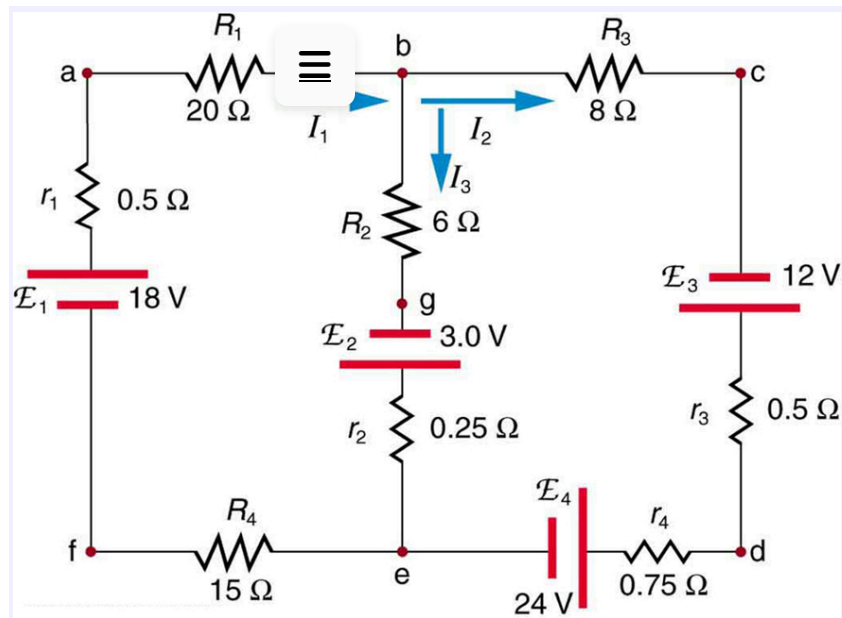 R₁
b
R₃
a
c
20 Ω
I₁
I₂
8 Ω
I₃
r₁
0.5 Ω
R₂
6 Ω
ℰ₁
18 V
g
ℰ₃
12 V
ℰ₂
3.0 V
r₂
0.25 Ω
r₃
0.5 Ω
R₄
ℰ₄
r₄
f
15 Ω
e
24 V
0.75 Ω
d